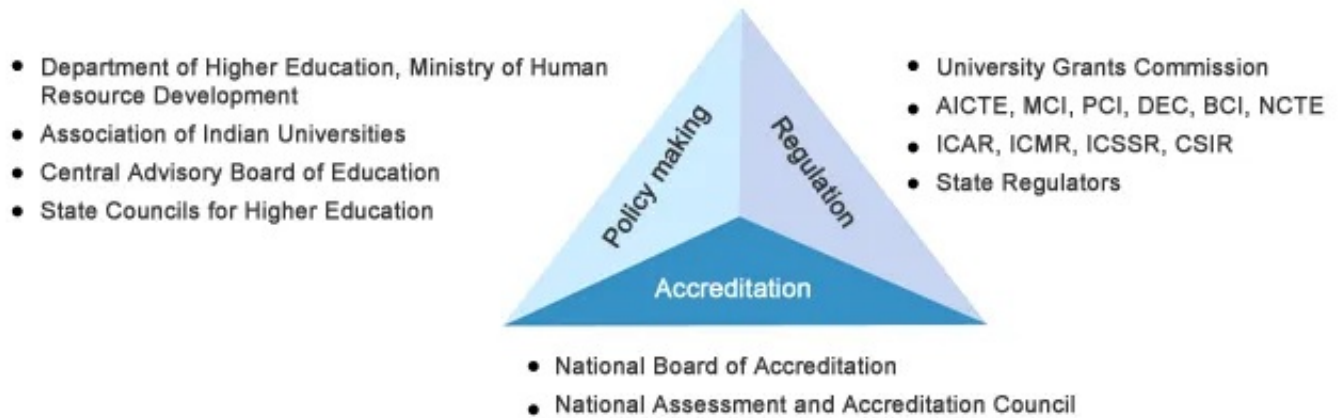 • Department of Higher Education, Ministry of Human
Resource Development
• Association of Indian Universities
• Central Advisory Board of Education
• State Councils for Higher Education
Policy making
Regulation
Accreditation
• University Grants Commission
• AICTE, MCI, PCI, DEC, BCI, NCTE
• ICAR, ICMR, ICSSR, CSIR
• State Regulators
• National Board of Accreditation
• National Assessment and Accreditation Council